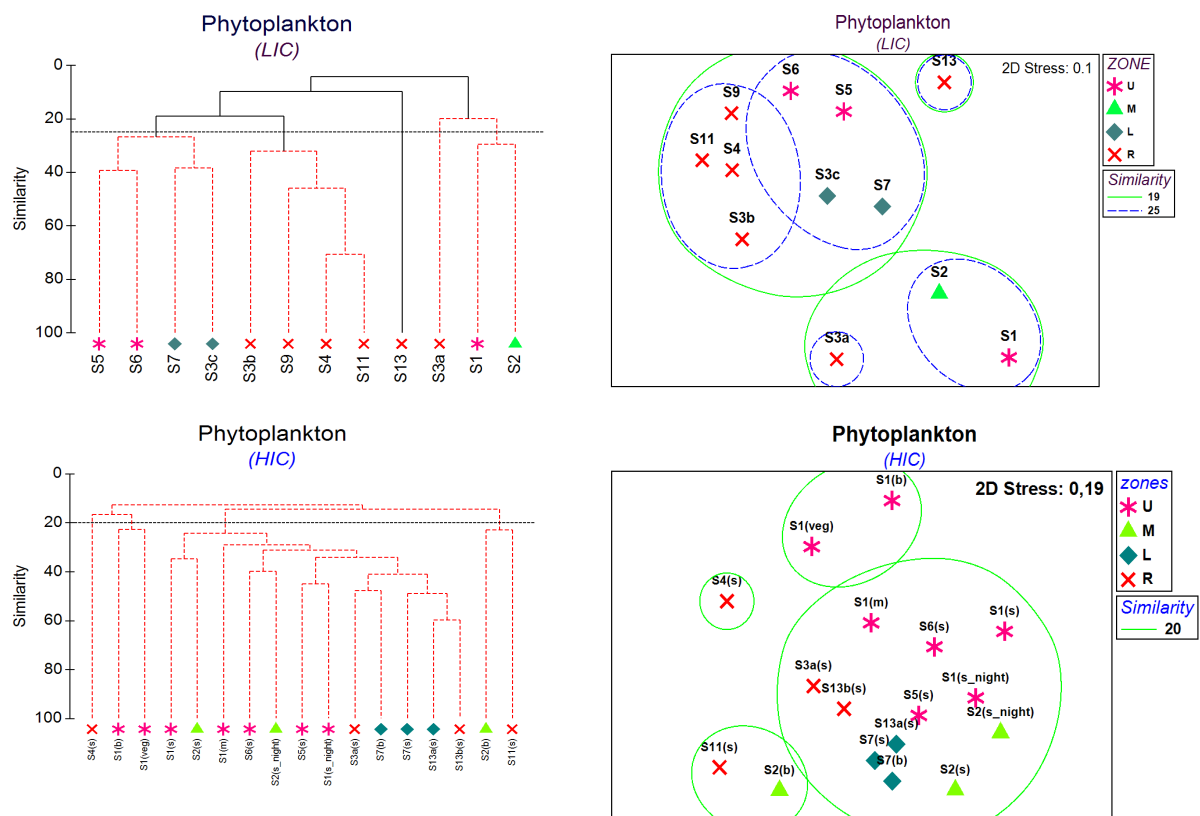 Phytoplankton
(LIC)
0
20
40
60
80
100
Similarity
S5
S6
S7
S3c
S3b
S9
S4
S11
S13
S3a
S1
S2
Phytoplankton
(LIC)
2D Stress: 0.1
S13
S6
S9
S5
S11
S4
S3c
S7
S3b
S2
S3a
S1
ZONE
U
M
L
R
Similarity
19
25
Phytoplankton
(HIC)
0
20
40
60
80
100
Similarity
S4(s)
S1(b)
S1(veg)
S1(s)
S2(s)
S1(m)
S6(s)
S2(s_night)
S5(s)
S1(s_night)
S3a(s)
S7(b)
S7(s)
S13a(s)
S13b(s)
S2(b)
S11(s)
Phytoplankton
(HIC)
2D Stress: 0,19
S1(b)
S1(veg)
S4(s)
S1(m)
S1(s)
S6(s)
S3a(s)
S13b(s)
S1(s_night)
S5(s)
S2(s_night)
S13a(s)
S7(s)
S11(s)
S7(b)
S2(b)
S2(s)
zones
U
M
L
R
Similarity
20